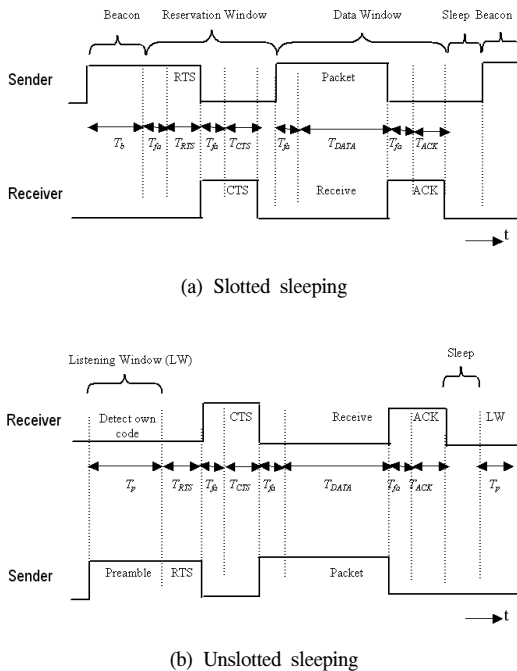 Beacon Reservation Window Data Window Sleep Beacon
Sender RTS Packet
T_b T_fa T_RTS T_fa T_CTS T_fa T_DATA T_fa T_ACK
CTS Receive ACK
Receiver
t
(a) Slotted sleeping
Listening Window (LW) Sleep
Receiver Detect own code CTS Receive ACK LW
T_p T_RTS T_fa T_CTS T_fa T_DATA T_fa T_ACK T_p
Sender Preamble RTS Packet
t
(b) Unslotted sleeping